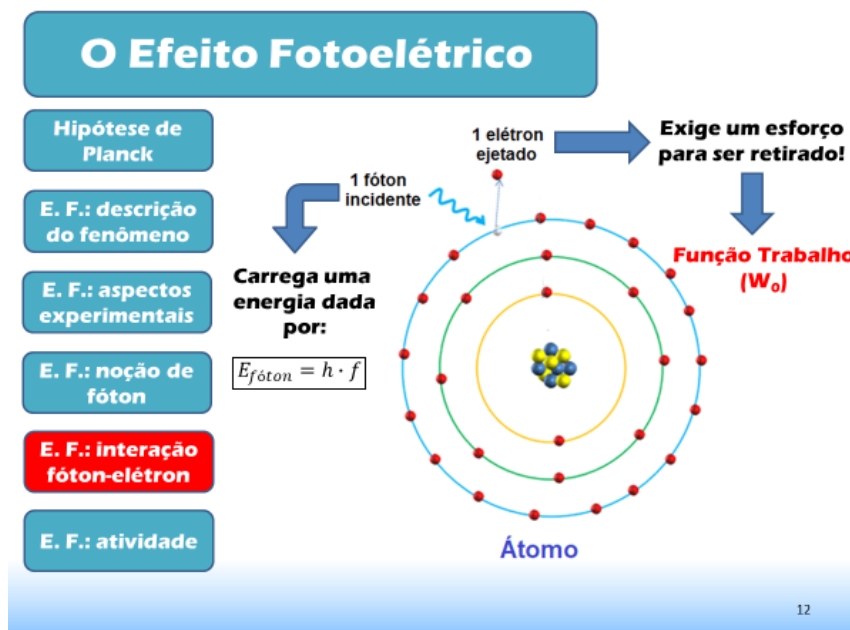 O Efeito Fotoelétrico
Hipótese de
Planck
E. F.: descrição
do fenômeno
E. F.: aspectos
experimentais
E. F.: noção de
fóton
E. F.: interação
fóton-elétron
E. F.: atividade
1 fóton
incidente
Carrega uma
energia dada
por:
E_{fóton} = h · f
1 elétron
ejetado
Exige um esforço
para ser retirado!
Função Trabalho
(W₀)
Átomo
12